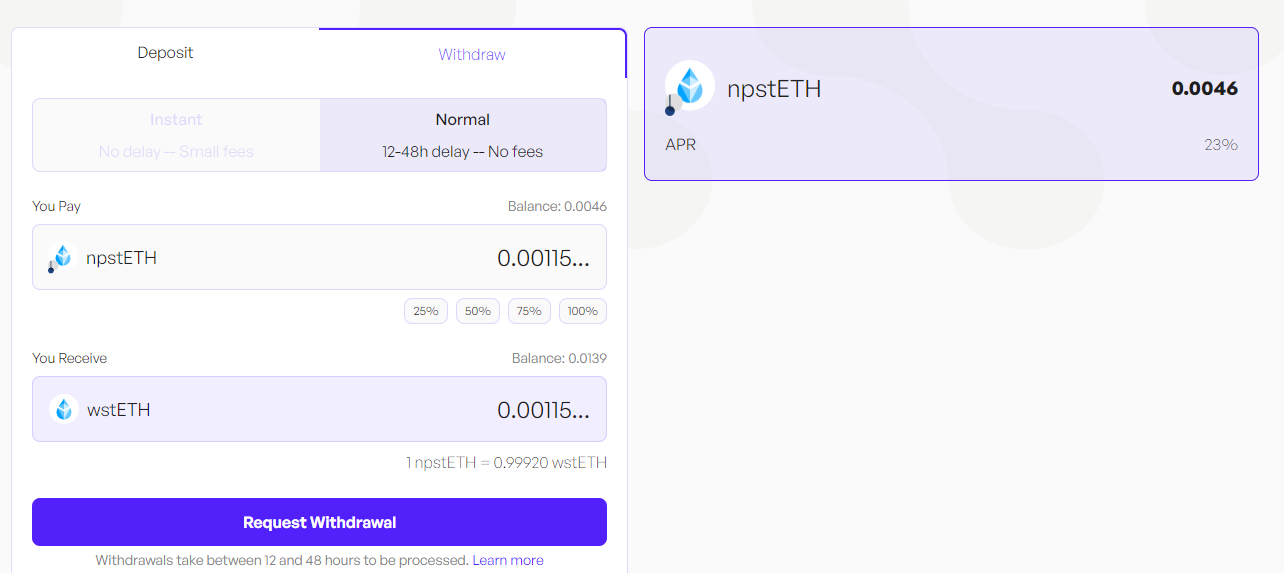 Deposit
Withdraw
Instant
No delay -- Small fees
Normal
12-48h delay -- No fees
You Pay
Balance: 0.0046
npstETH
0.00115...
25%
50%
75%
100%
You Receive
Balance: 0.0139
wstETH
0.00115...
1 npstETH = 0.99920 wstETH
Request Withdrawal
Withdrawals take between 12 and 48 hours to be processed. Learn more
npstETH
0.0046
APR
23%